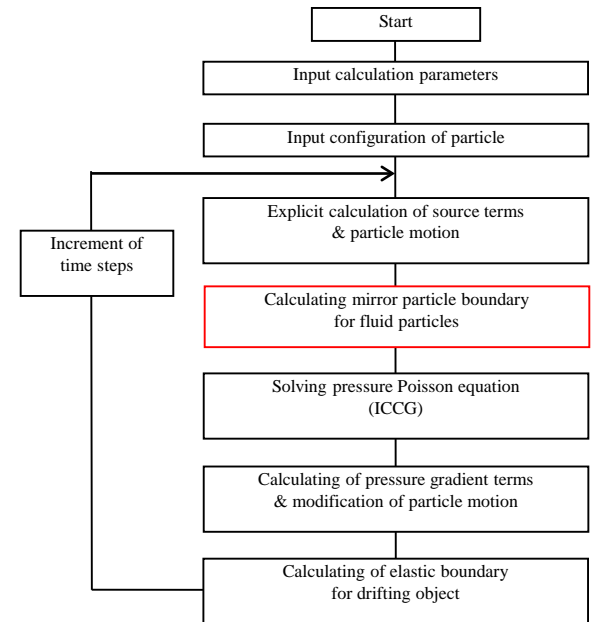 Start
Input calculation parameters
Input configuration of particle
Explicit calculation of source terms
& particle motion
Increment of
time steps
Calculating mirror particle boundary
for fluid particles
Solving pressure Poisson equation
(ICCG)
Calculating of pressure gradient terms
& modification of particle motion
Calculating of elastic boundary
for drifting object